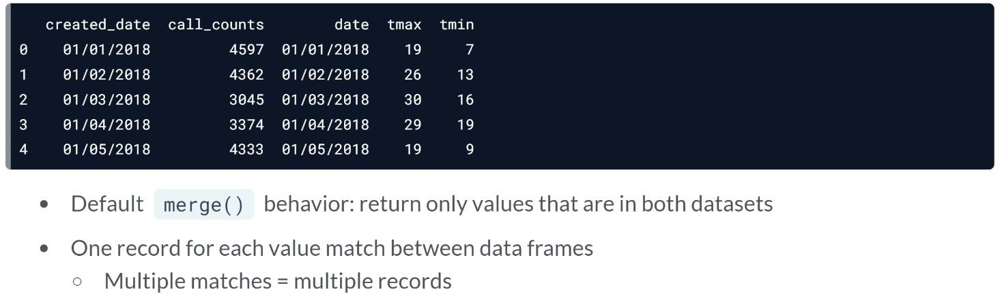 created_date call_counts date tmax tmin
0 01/01/2018 4597 01/01/2018 19 7
1 01/02/2018 4362 01/02/2018 26 13
2 01/03/2018 3045 01/03/2018 30 16
3 01/04/2018 3374 01/04/2018 29 19
4 01/05/2018 4333 01/05/2018 19 9
• Default merge() behavior: return only values that are in both datasets
• One record for each value match between data frames
○ Multiple matches = multiple records